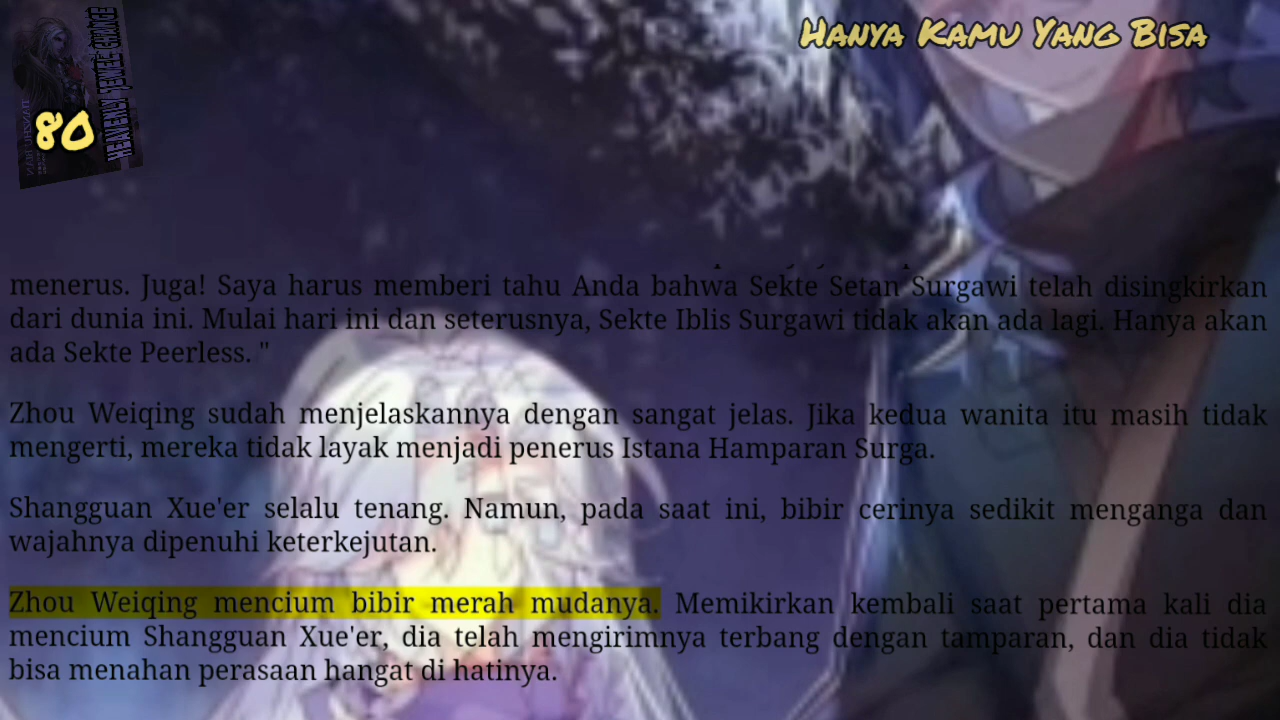 Hanya Kamu Yang Bisa
HEAVENLY JEWEL CHANGE
80
menerus. Juga! Saya harus memberi tahu Anda bahwa Sekte Setan Surgawi telah disingkirkan
dari dunia ini. Mulai hari ini dan seterusnya, Sekte Iblis Surgawi tidak akan ada lagi. Hanya akan
ada Sekte Peerless. "
Zhou Weiqing sudah menjelaskannya dengan sangat jelas. Jika kedua wanita itu masih tidak
mengerti, mereka tidak layak menjadi penerus Istana Hamparan Surga.
Shangguan Xue'er selalu tenang. Namun, pada saat ini, bibir cerinya sedikit menganga dan
wajahnya dipenuhi keterkejutan.
Zhou Weiqing mencium bibir merah mudanya. Memikirkan kembali saat pertama kali dia
mencium Shangguan Xue'er, dia telah mengirimnya terbang dengan tamparan, dan dia tidak
bisa menahan perasaan hangat di hatinya.